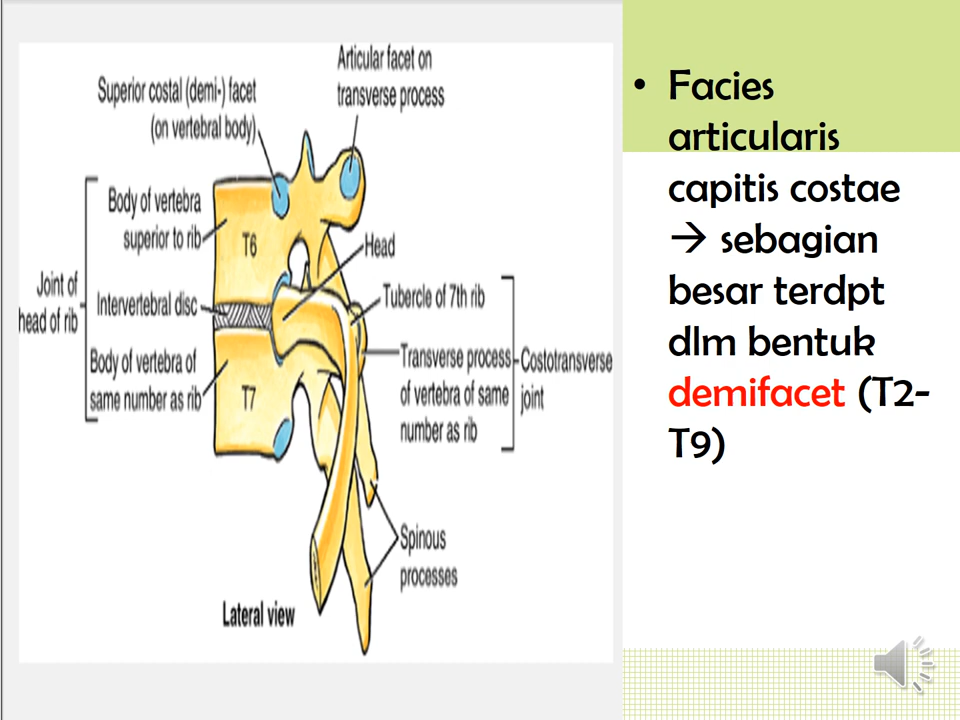 Articular facet on
transverse process
Superior costal (demi-) facet
(on vertebral body)
Body of vertebra
superior to rib
T6
Head
Joint of
head of rib
Intervertebral disc
Tubercle of 7th rib
Body of vertebra of
same number as rib
T7
Transverse process
of vertebra of same
number as rib
Costotransverse
joint
Spinous
processes
Lateral view
• Facies
articularis
capitis costae
→ sebagian
besar terdpt
dlm bentuk
demifacet (T2-
T9)